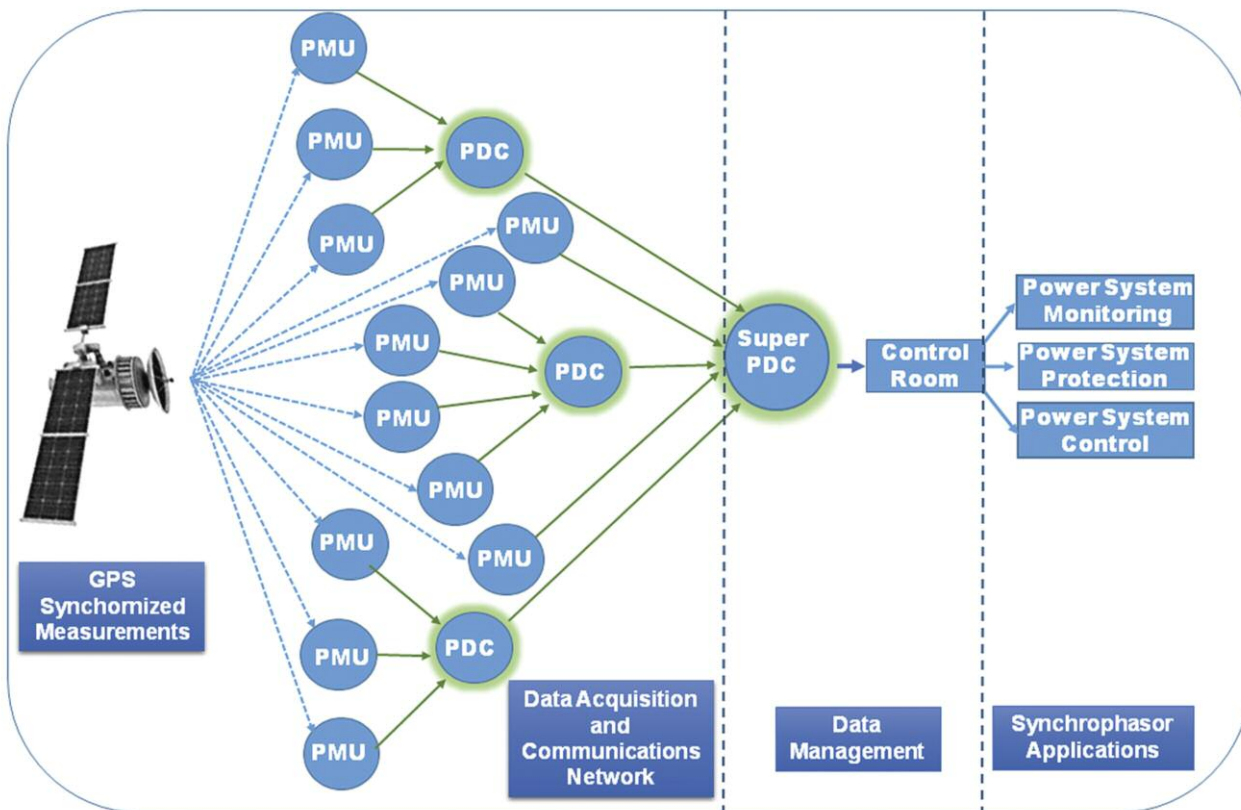 PMU
PMU
PDC
PMU
PMU
PMU
PMU
Super
PDC
PDC
Control
Room
Power System
Monitoring
Power System
Protection
Power System
Control
PMU
PMU
PMU
PMU
PMU
PDC
PMU
GPS
Synchornized
Measurements
Data Acquisition
and
Communications
Network
Data
Management
Synchrophasor
Applications